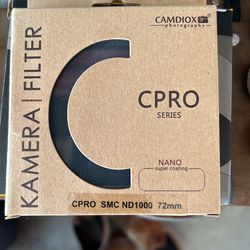 CAMDIOX
photography
KAMERA | FILTER
CPRO
SERIES
NANO
super coating
CPRO SMC ND1000 72mm